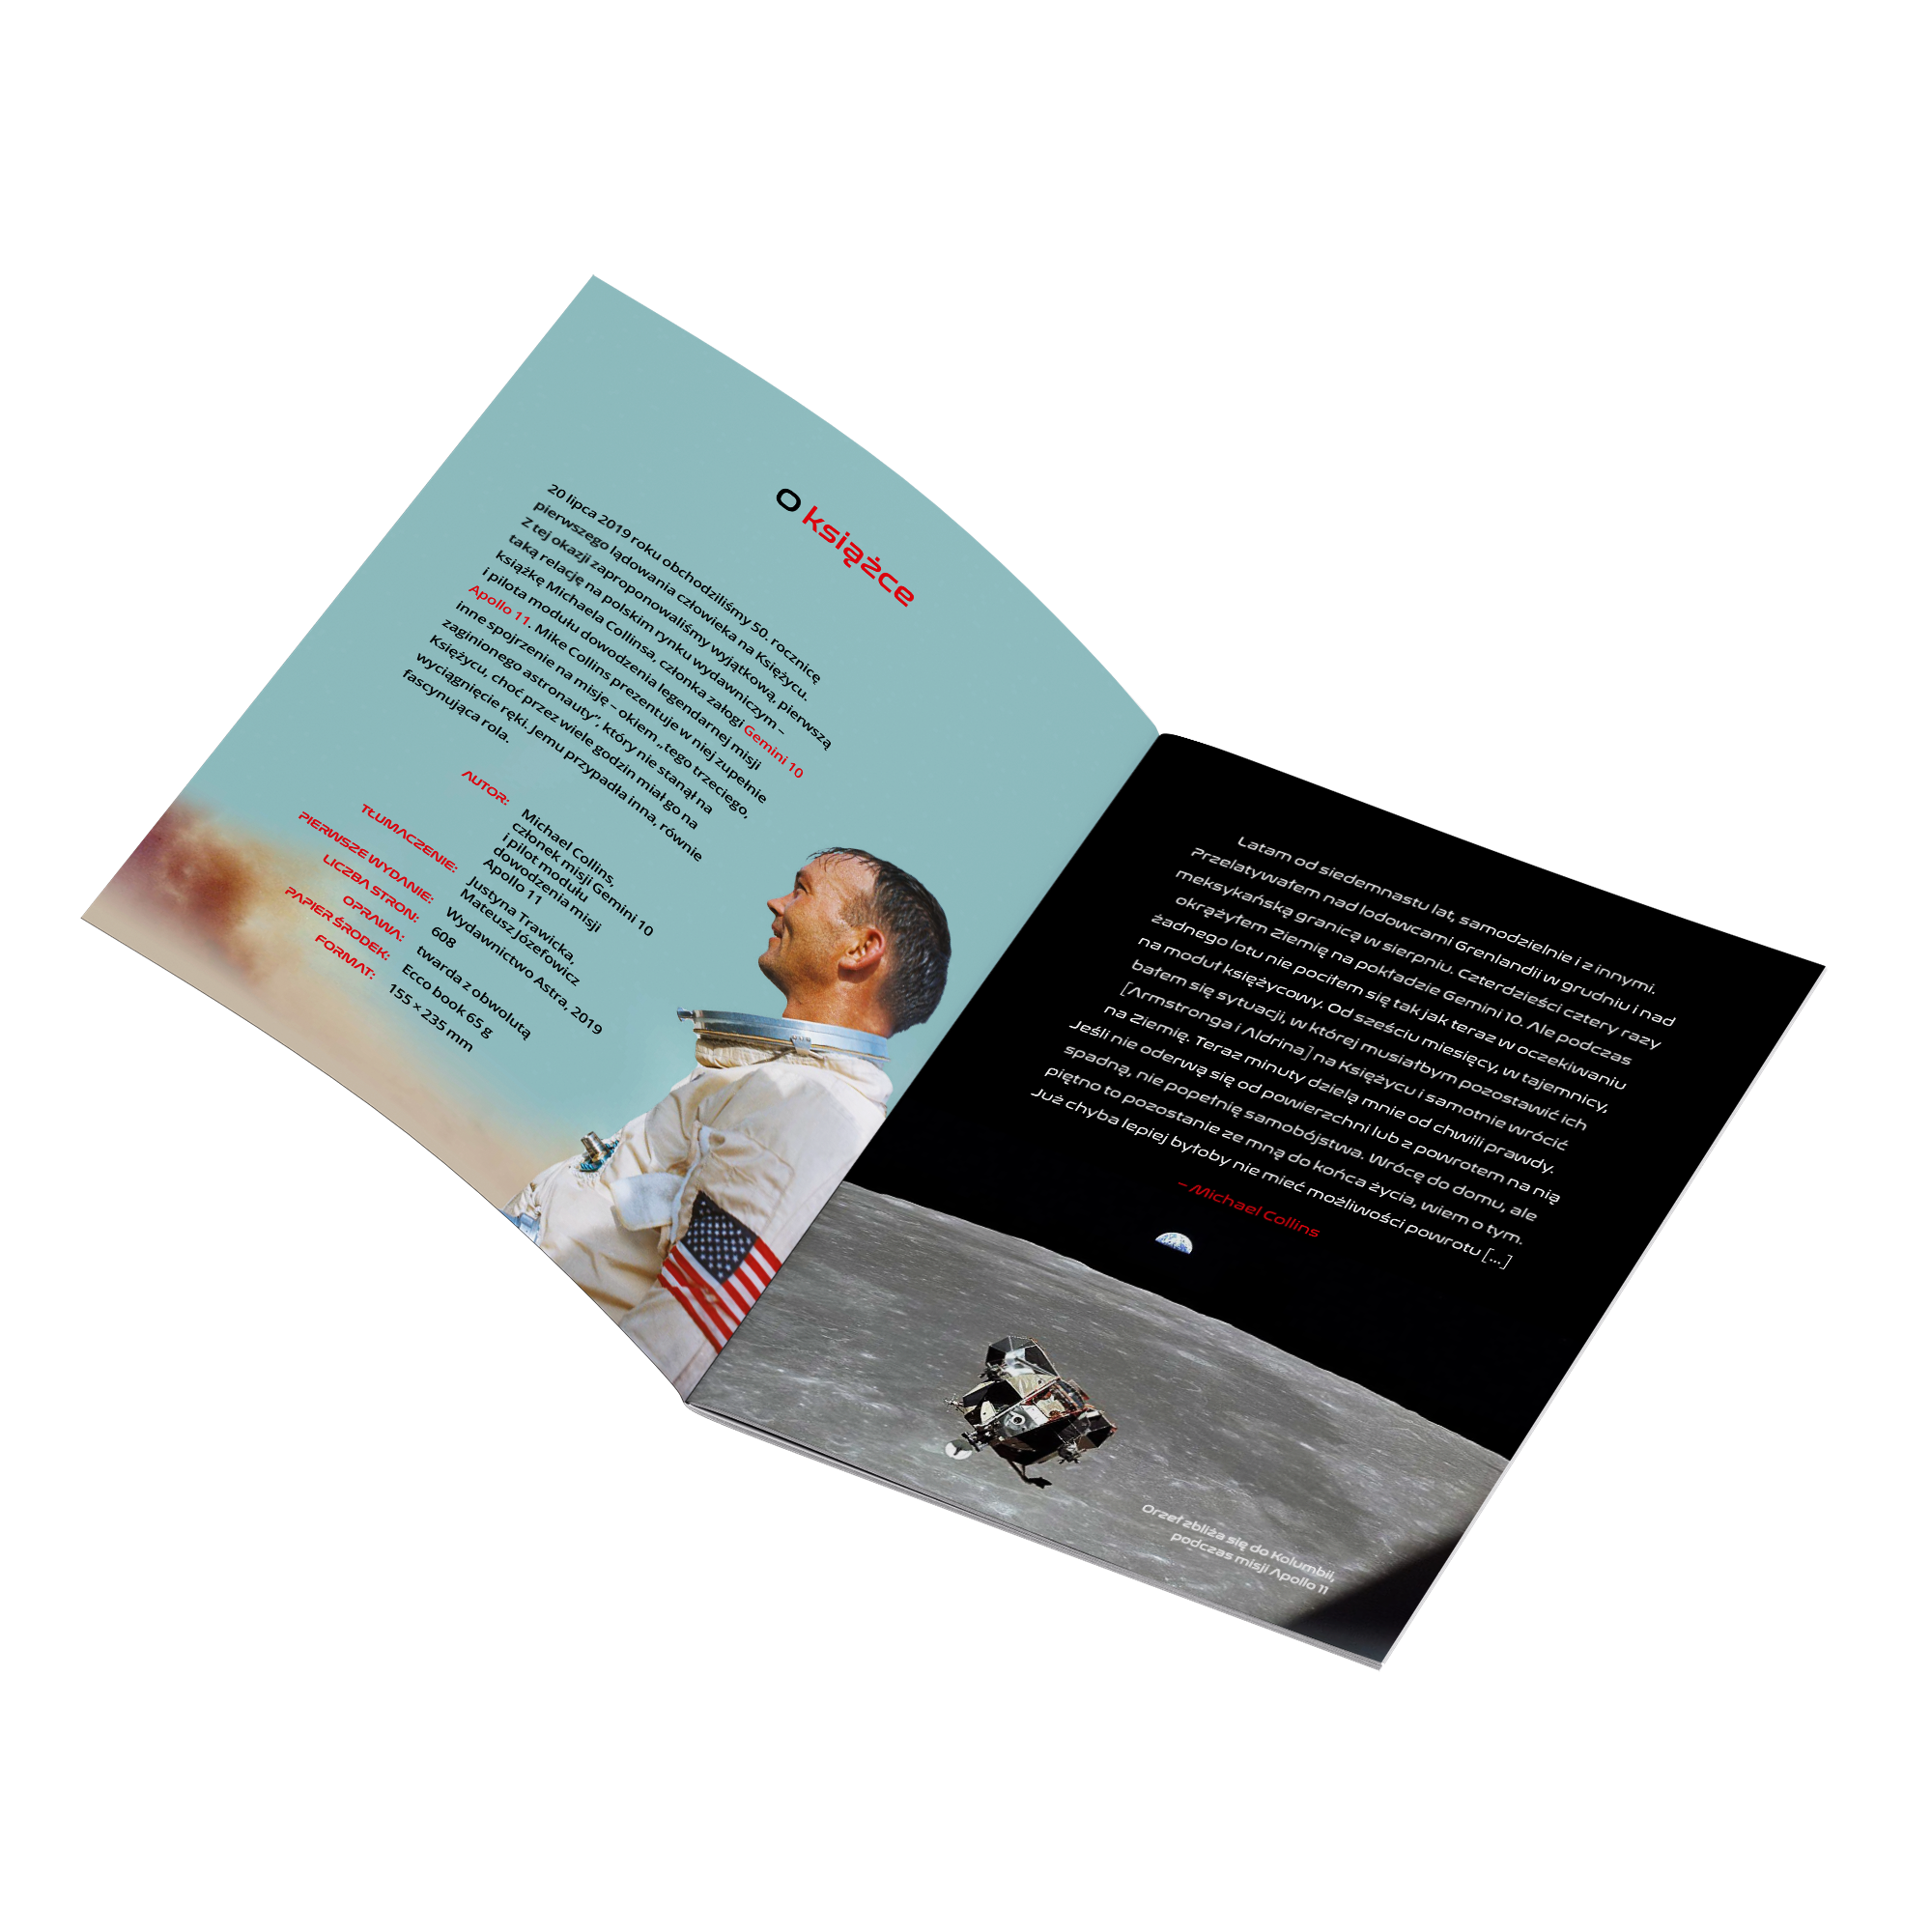 O książce
20 lipca 2019 roku obchodziliśmy 50. rocznicę
pierwszego lądowania człowieka na Księżycu.
Z tej okazji zaproponowaliśmy wyjątkową, pierwszą
taką relację na polskim rynku wydawniczym –
książkę Michaela Collinsa, członka załogi Gemini 10
i pilota modułu dowodzenia legendarnej misji
Apollo 11. Mike Collins prezentuje w niej zupełnie
inne spojrzenie na misję – okiem „tego trzeciego,
zaginionego astronauty”, który nie stanął na
Księżycu, choć przez wiele godzin miał go na
wyciągnięcie ręki. Jemu przypadła inna, równie
fascynująca rola.
AUTOR: Michael Collins,
członek misji Gemini 10
i pilot modułu
dowodzenia misji
Apollo 11
TŁUMACZENIE: Justyna Trawicka,
Mateusz Józefowicz
PIERWSZE WYDANIE: Wydawnictwo Astra, 2019
LICZBA STRON: 608
OPRAWA: twarda z obwolutą
PAPIER ŚRODEK: Ecco book 65 g
FORMAT: 155 × 235 mm
Latam od siedemnastu lat, samodzielnie i z innymi.
Przelatywałem nad lodowcami Grenlandii w grudniu i nad
meksykańską granicą w sierpniu. Czterdzieści cztery razy
okrążyłem Ziemię na pokładzie Gemini 10. Ale podczas
żadnego lotu nie pociłem się tak jak teraz w oczekiwaniu
na moduł księżycowy. Od sześciu miesięcy, w tajemnicy,
bałem się sytuacji, w której musiałbym pozostawić ich
[Armstronga i Aldrina] na Księżycu i samotnie wrócić
na Ziemię. Teraz minuty dzielą mnie od chwili prawdy.
Jeśli nie oderwą się od powierzchni lub z powrotem na nią
spadną, nie popełnię samobójstwa. Wrócę do domu, ale
piętno to pozostanie ze mną do końca życia, wiem o tym.
Już chyba lepiej byłoby nie mieć możliwości powrotu [...]
– Michael Collins
Orzeł zbliża się do Kolumbii,
podczas misji Apollo 11